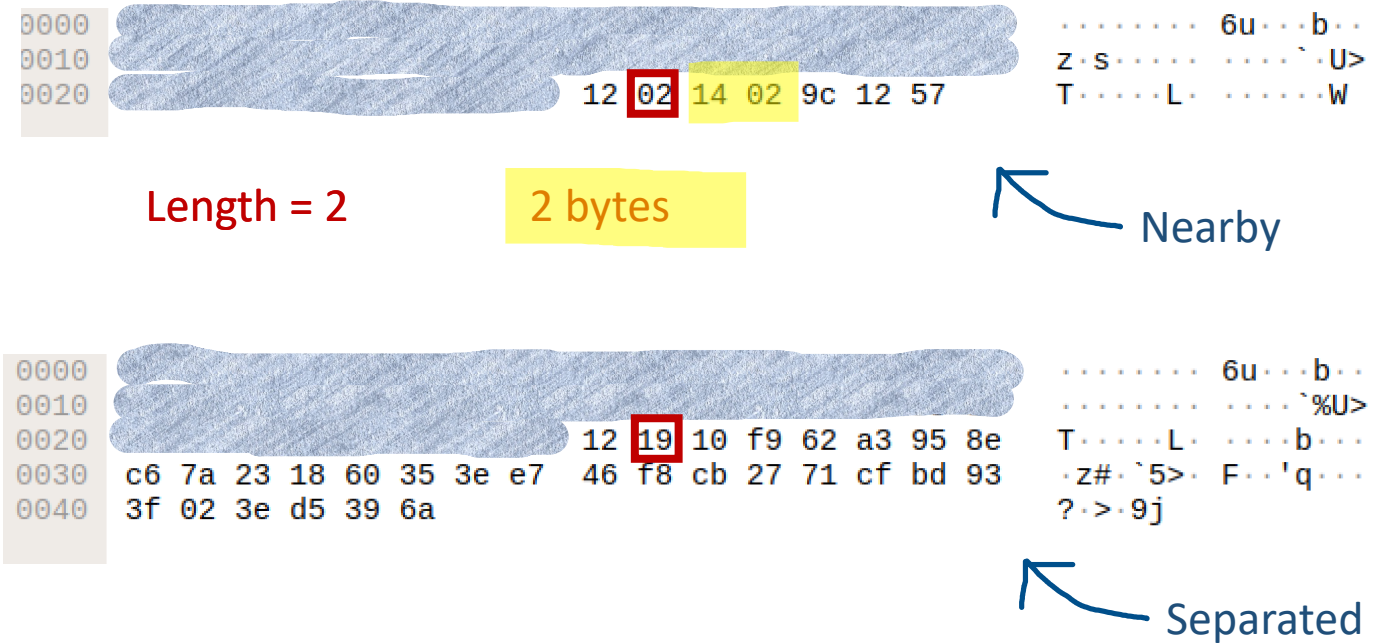 0000 ········ 6u···b··
0010 z·s····· ····`·U>
0020 12 02 14 02 9c 12 57 T·····L· ······W
Length = 2 2 bytes
Nearby
0000 ········ 6u···b··
0010 ········ ····`%U>
0020 12 19 10 f9 62 a3 95 8e T·····L· ····b···
0030 c6 7a 23 18 60 35 3e e7 46 f8 cb 27 71 cf bd 93 ·z#·`5>· F··'q···
0040 3f 02 3e d5 39 6a ?·>·9j
Separated